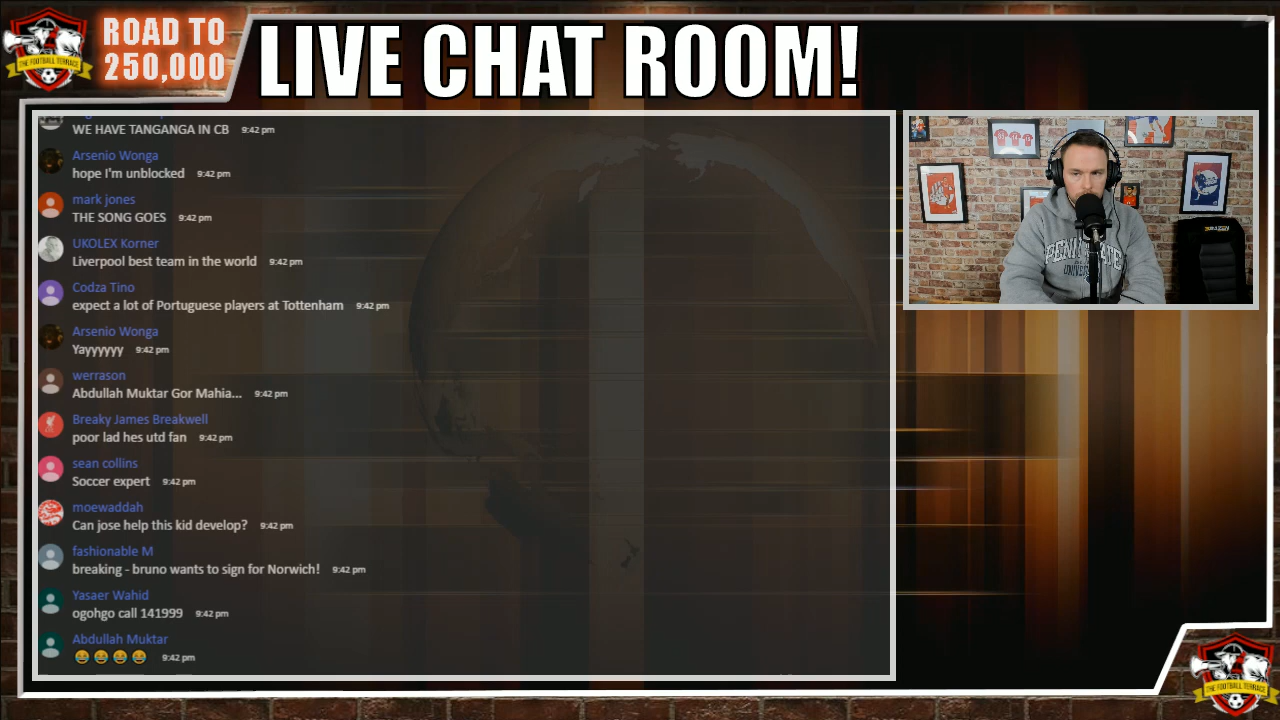 ROAD TO
250,000
LIVE CHAT ROOM!
THE FOOTBALL TERRACE
WE HAVE TANGANGA IN CB 9:42 pm
Arsenio Wonga
hope I'm unblocked 9:42 pm
mark jones
THE SONG GOES 9:42 pm
UKOLEX Korner
Liverpool best team in the world 9:42 pm
Codza Tino
expect a lot of Portuguese players at Tottenham 9:42 pm
Arsenio Wonga
Yayyyyyy 9:42 pm
werrason
Abdullah Muktar Gor Mahia... 9:42 pm
Breaky James Breakwell
poor lad hes utd fan 9:42 pm
sean collins
Soccer expert 9:42 pm
moewaddah
Can jose help this kid develop? 9:42 pm
fashionable M
breaking - bruno wants to sign for Norwich! 9:42 pm
Yasaer Wahid
ogohgo call 141999 9:42 pm
Abdullah Muktar
😂 😂 😂 😂 9:42 pm
THE FOOTBALL TERRACE